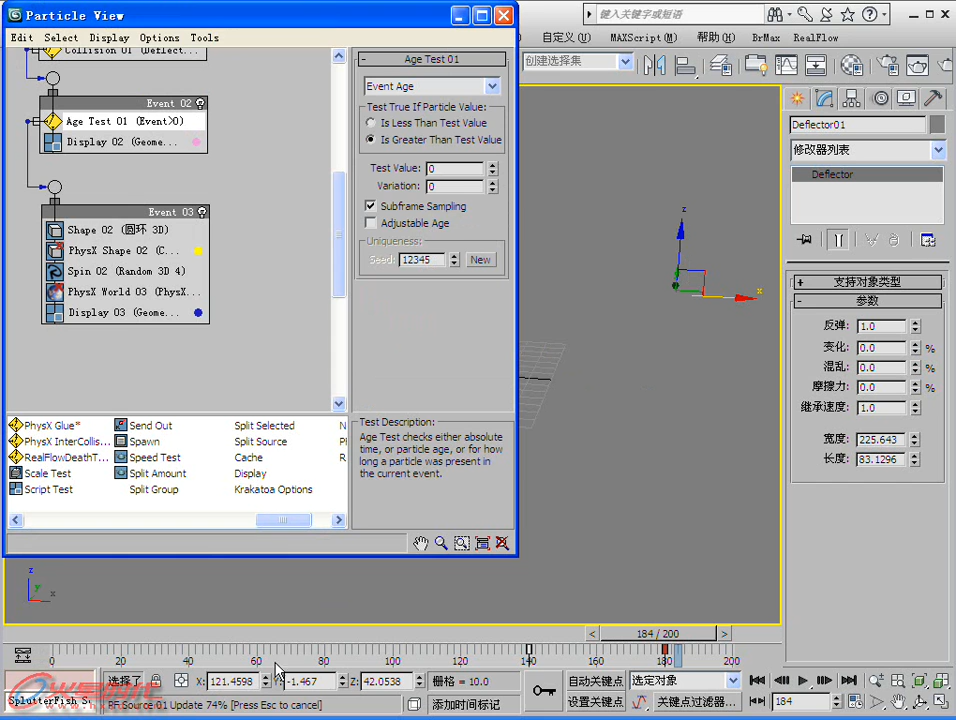 Particle View
Edit Select Display Options Tools
Collision 01 (Deflect...
Event 02
Age Test 01 (Event>0)
Display 02 (Geome...
Event 03
Shape 02 (圆环 3D)
PhysX Shape 02 (C...
Spin 02 (Random 3D 4)
PhysX World 03 (PhysX...
Display 03 (Geome...
- Age Test 01
Event Age
Test True If Particle Value:
Is Less Than Test Value
Is Greater Than Test Value
Test Value: 0
Variation: 0
Subframe Sampling
Adjustable Age
Uniqueness:
Seed: 12345 New
PhysX Glue* Send Out Split Selected N
PhysX InterCollis... Spawn Split Source
RealFlowDeathT... Speed Test Cache R
Scale Test Split Amount Display
Script Test Split Group Krakatoa Options
Test Description:
Age Test checks either absolute
time, or particle age, or for how
long a particle was present in
the current event.
键入关键字或短语
自定义(U) MAXScript(M) 帮助(H) BrMax RealFlow
创建选择集
Deflector01
修改器列表
Deflector
+ 支持对象类型
- 参数
反弹: 1.0
变化: 0.0 %
混乱: 0.0 %
摩擦力: 0.0 %
继承速度: 1.0
宽度: 225.643
长度: 83.1296
z
x
z
y
x
< 184 / 200 >
0 20 40 60 80 100 120 140 160 180 200
选择了 X: 121.4598 Y: -1.467 Z: 42.0538 栅格 = 10.0 自动关键点 选定对象
SplutterFish Sc
PF Source 01 Update 74% [Press Esc to cancel] 添加时间标记 设置关键点 关键点过滤器... 184